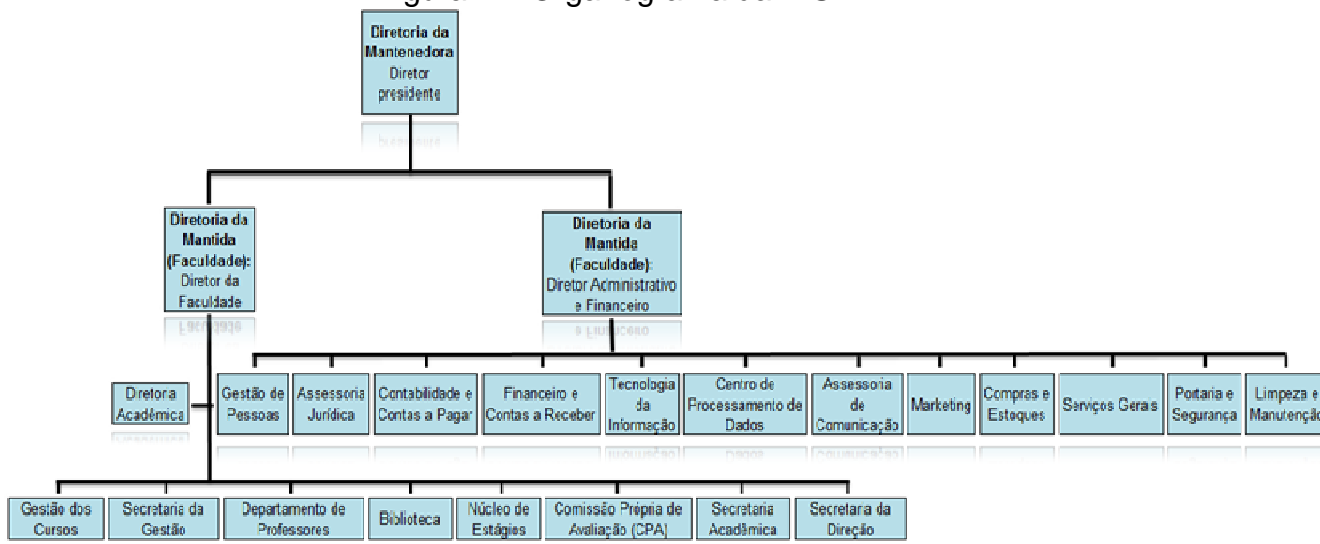 Diretoria da
Mantenedora
Diretor
presidente
Diretoria da
Mantida
(Faculdade):
Diretor da
Faculdade
Diretoria da
Mantida
(Faculdade):
Diretor Administrativo
e Financeiro
Diretoria
Acadêmica
Gestão de
Pessoas
Assessoria
Jurídica
Contabilidade e
Contas a Pagar
Financeiro e
Contas a Receber
Tecnologia
da
Informação
Centro de
Processamento de
Dados
Assessoria
de
Comunicação
Marketing
Compras e
Estoques
Serviços Gerais
Portaria e
Segurança
Limpeza e
Manutenção
Gestão dos
Cursos
Secretaria da
Gestão
Departamento de
Professores
Biblioteca
Núcleo de
Estágios
Comissão Própria de
Avaliação (CPA)
Secretaria
Acadêmica
Secretaria da
Direção